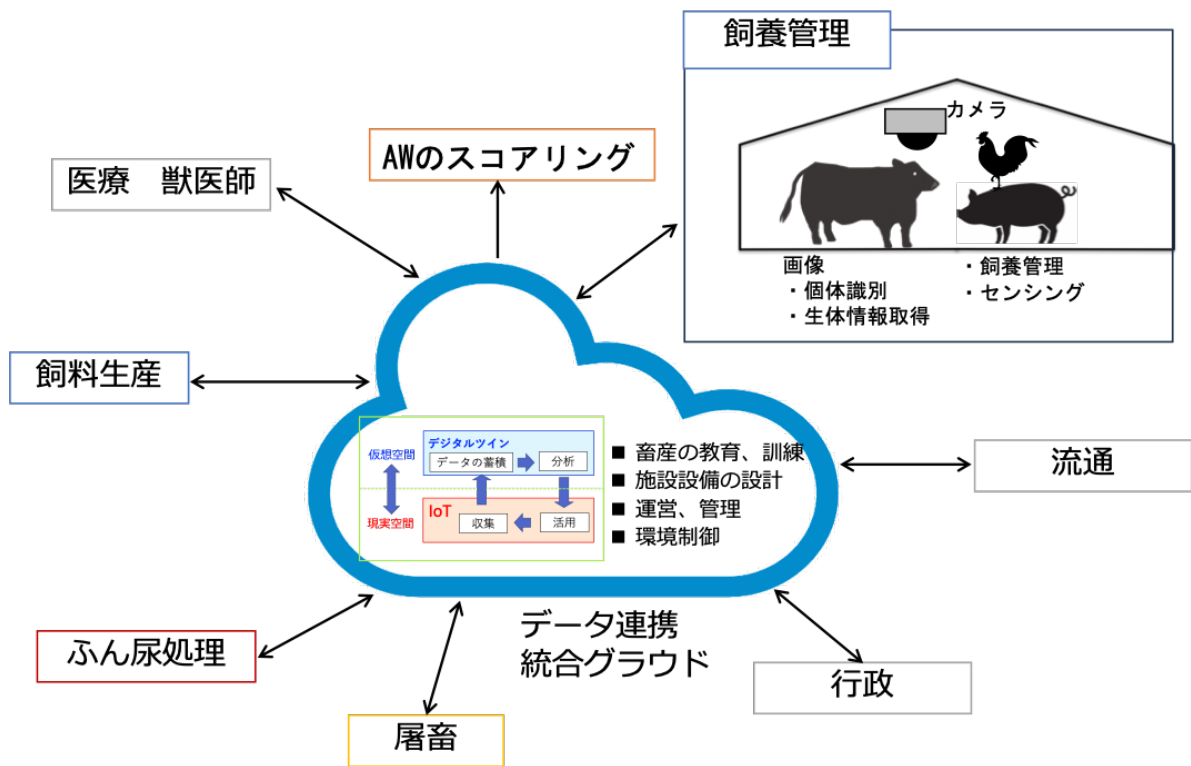 飼養管理
カメラ
AWのスコアリング
医療　獣医師
画像
・個体識別
・生体情報取得
・飼養管理
・センシング
飼料生産
デジタルツイン
仮想空間
データの蓄積
分析
現実空間
IoT
収集
活用
■ 畜産の教育、訓練
■ 施設設備の設計
■ 運営、管理
■ 環境制御
流通
データ連携
統合グラウド
ふん尿処理
行政
屠畜